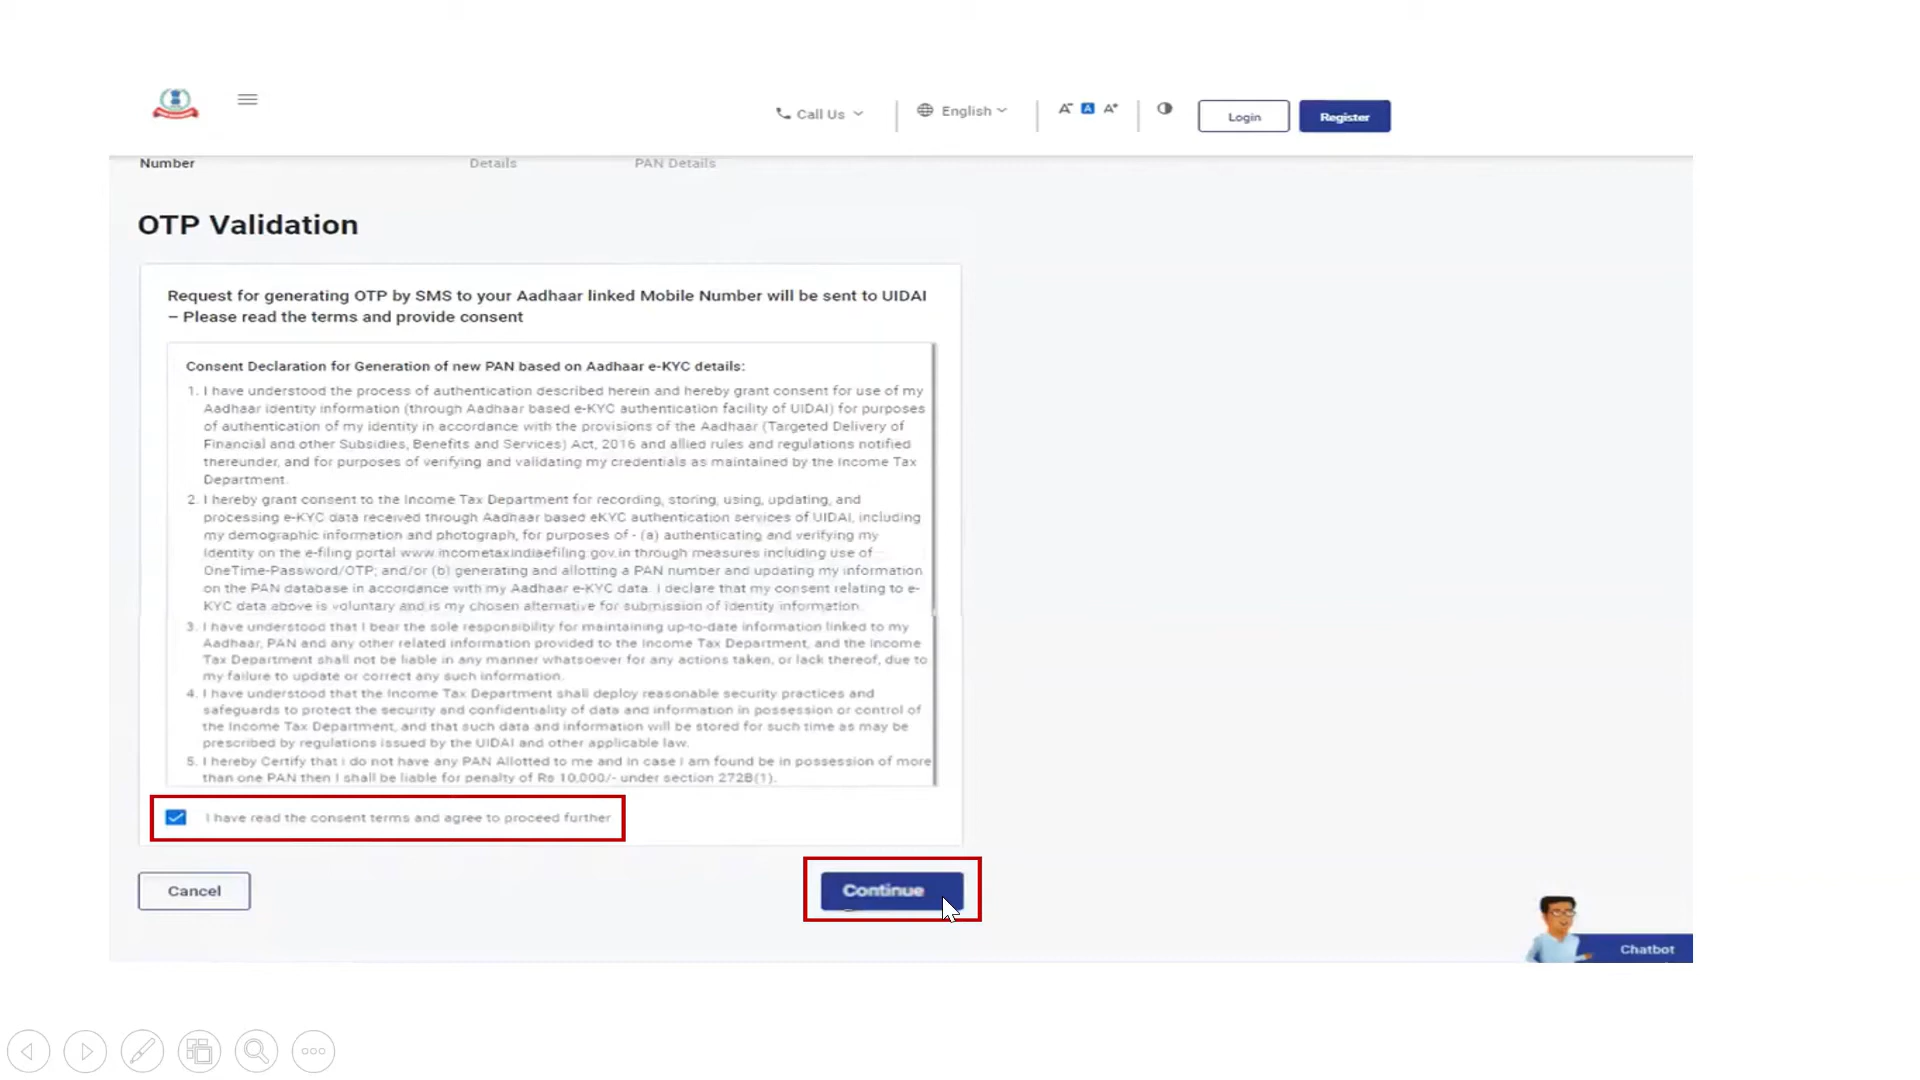 Call Us
English
A- A A+
Login
Register
Number
Details
PAN Details
OTP Validation
Request for generating OTP by SMS to your Aadhaar linked Mobile Number will be sent to UIDAI
– Please read the terms and provide consent
Consent Declaration for Generation of new PAN based on Aadhaar e-KYC details:
1. I have understood the process of authentication described herein and hereby grant consent for use of my
Aadhaar identity information (through Aadhaar based e-KYC authentication facility of UIDAI) for purposes
of authentication of my identity in accordance with the provisions of the Aadhaar (Targeted Delivery of
Financial and other Subsidies, Benefits and Services) Act, 2016 and allied rules and regulations notified
thereunder, and for purposes of verifying and validating my credentials as maintained by the Income Tax
Department.
2. I hereby grant consent to the Income Tax Department for recording, storing, using, updating, and
processing e-KYC data received through Aadhaar based eKYC authentication services of UIDAI, including
my demographic information and photograph, for purposes of - (a) authenticating and verifying my
identity on the e-filing portal www.incometaxindiaefiling.gov.in through measures including use of
OneTime-Password/OTP; and/or (b) generating and allotting a PAN number and updating my information
on the PAN database in accordance with my Aadhaar e-KYC data. I declare that my consent relating to e-
KYC data above is voluntary and is my chosen alternative for submission of identity information.
3. I have understood that I bear the sole responsibility for maintaining up-to-date information linked to my
Aadhaar, PAN and any other related information provided to the Income Tax Department, and the Income
Tax Department shall not be liable in any manner whatsoever for any actions taken, or lack thereof, due to
my failure to update or correct any such information.
4. I have understood that the Income Tax Department shall deploy reasonable security practices and
safeguards to protect the security and confidentiality of data and information in possession or control of
the Income Tax Department, and that such data and information will be stored for such time as may be
prescribed by regulations issued by the UIDAI and other applicable law.
5. I hereby Certify that i do not have any PAN Allotted to me and in case I am found be in possession of more
than one PAN then I shall be liable for penalty of Rs 10,000/- under section 272B(1).
I have read the consent terms and agree to proceed further
Cancel
Continue
Chatbot